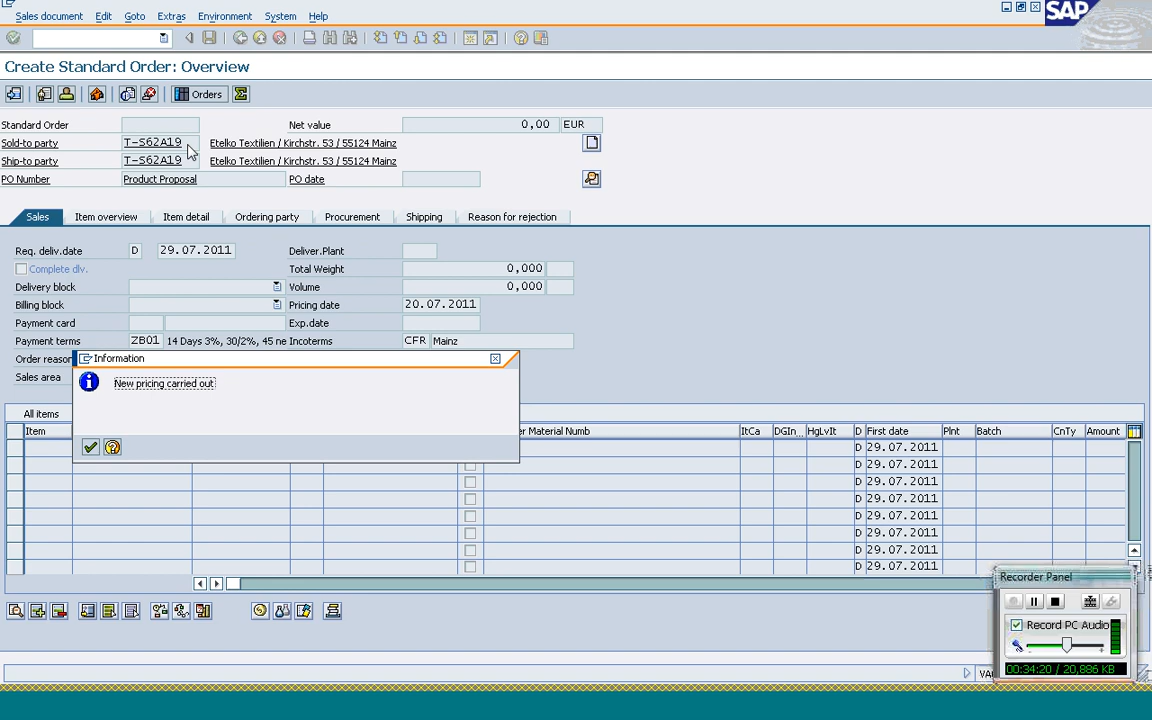 Sales document Edit Goto Extras Environment System Help
SAP
Create Standard Order: Overview
Orders
Standard Order Net value 0,00 EUR
Sold-to party T-S62A19 Etelko Textilien / Kirchstr. 53 / 55124 Mainz
Ship-to party T-S62A19 Etelko Textilien / Kirchstr. 53 / 55124 Mainz
PO Number Product Proposal PO date
Sales Item overview Item detail Ordering party Procurement Shipping Reason for rejection
Req. deliv.date D 29.07.2011 Deliver.Plant
Complete dlv. Total Weight 0,000
Delivery block Volume 0,000
Billing block Pricing date 20.07.2011
Payment card Exp.date
Payment terms ZB01 14 Days 3%, 30/2%, 45 ne Incoterms CFR Mainz
Order reaso
Sales area
Information
New pricing carried out
All items
Item r Material Numb ItCa DGIn... HgLvIt D First date Plnt Batch CnTy Amount
D 29.07.2011
D 29.07.2011
D 29.07.2011
D 29.07.2011
D 29.07.2011
D 29.07.2011
D 29.07.2011
D 29.07.2011
Recorder Panel
Record PC Audio
00:34:20 / 20,886 KB